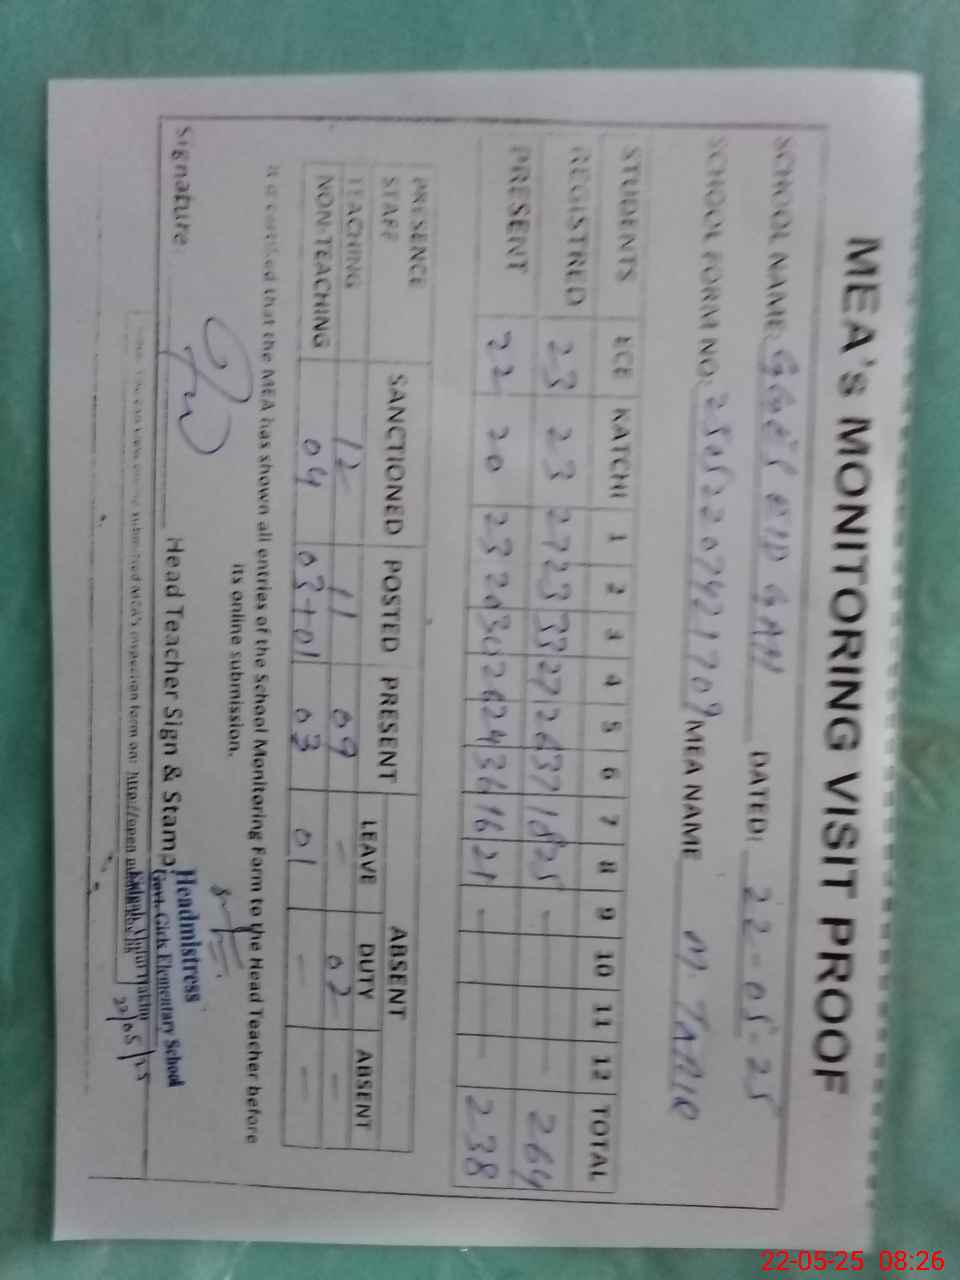 MEA's MONITORING VISIT PROOF
SCHOOL NAME: GGES EID GAH DATED: 22-05-25
SCHOOL FORM NO: MEA NAME M. TAHIR
STUDENTS ECE KATCHI 1 2 3 4 5 6 7 8 9 10 11 12 TOTAL
REGISTRED 23 23 27 23 35 27 26 37 18 25 - - 264
PRESENT 22 20 23 20 30 26 24 36 16 21 - - 238
PRESENCE STAFF SANCTIONED POSTED PRESENT ABSENT
LEAVE DUTY ABSENT
TEACHING 12 11 09 - 02 -
NON-TEACHING 04 03+01 03 01 - -
It is certified that the MEA has shown all entries of the School Monitoring Form to the Head Teacher before
its online submission.
Signature: Head Teacher Sign & Stamp:
Headmistress
Govt. Girls Elementary School
22/05/25
22-05-25 08:26